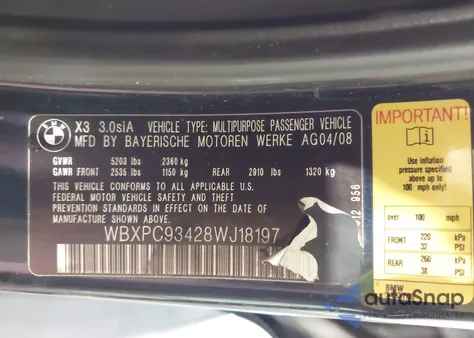 BMW
X3 3.0siA VEHICLE TYPE: MULTIPURPOSE PASSENGER VEHICLE
MFD BY BAYERISCHE MOTOREN WERKE AG04/08
GVWR 5203 lbs 2360 kg
GAWR FRONT 2535 lbs 1150 kg REAR 2910 lbs 1320 kg
THIS VEHICLE CONFORMS TO ALL APPLICABLE
FEDERAL MOTOR VEHICLE SAFETY AND THEFT
PREVENTION STANDARDS IN EFFECT ON THE DATE
OF MANUFACTURE SHOWN ABOVE.
WBXPC93428WJ18197
12 956
IMPORTANT!
Use inflation
pressure specified
above up to
100 mph only!
over 100 mph
FRONT 220 kPa
32 PSI
REAR 260 kPa
38 PSI
BMW
autoSnap